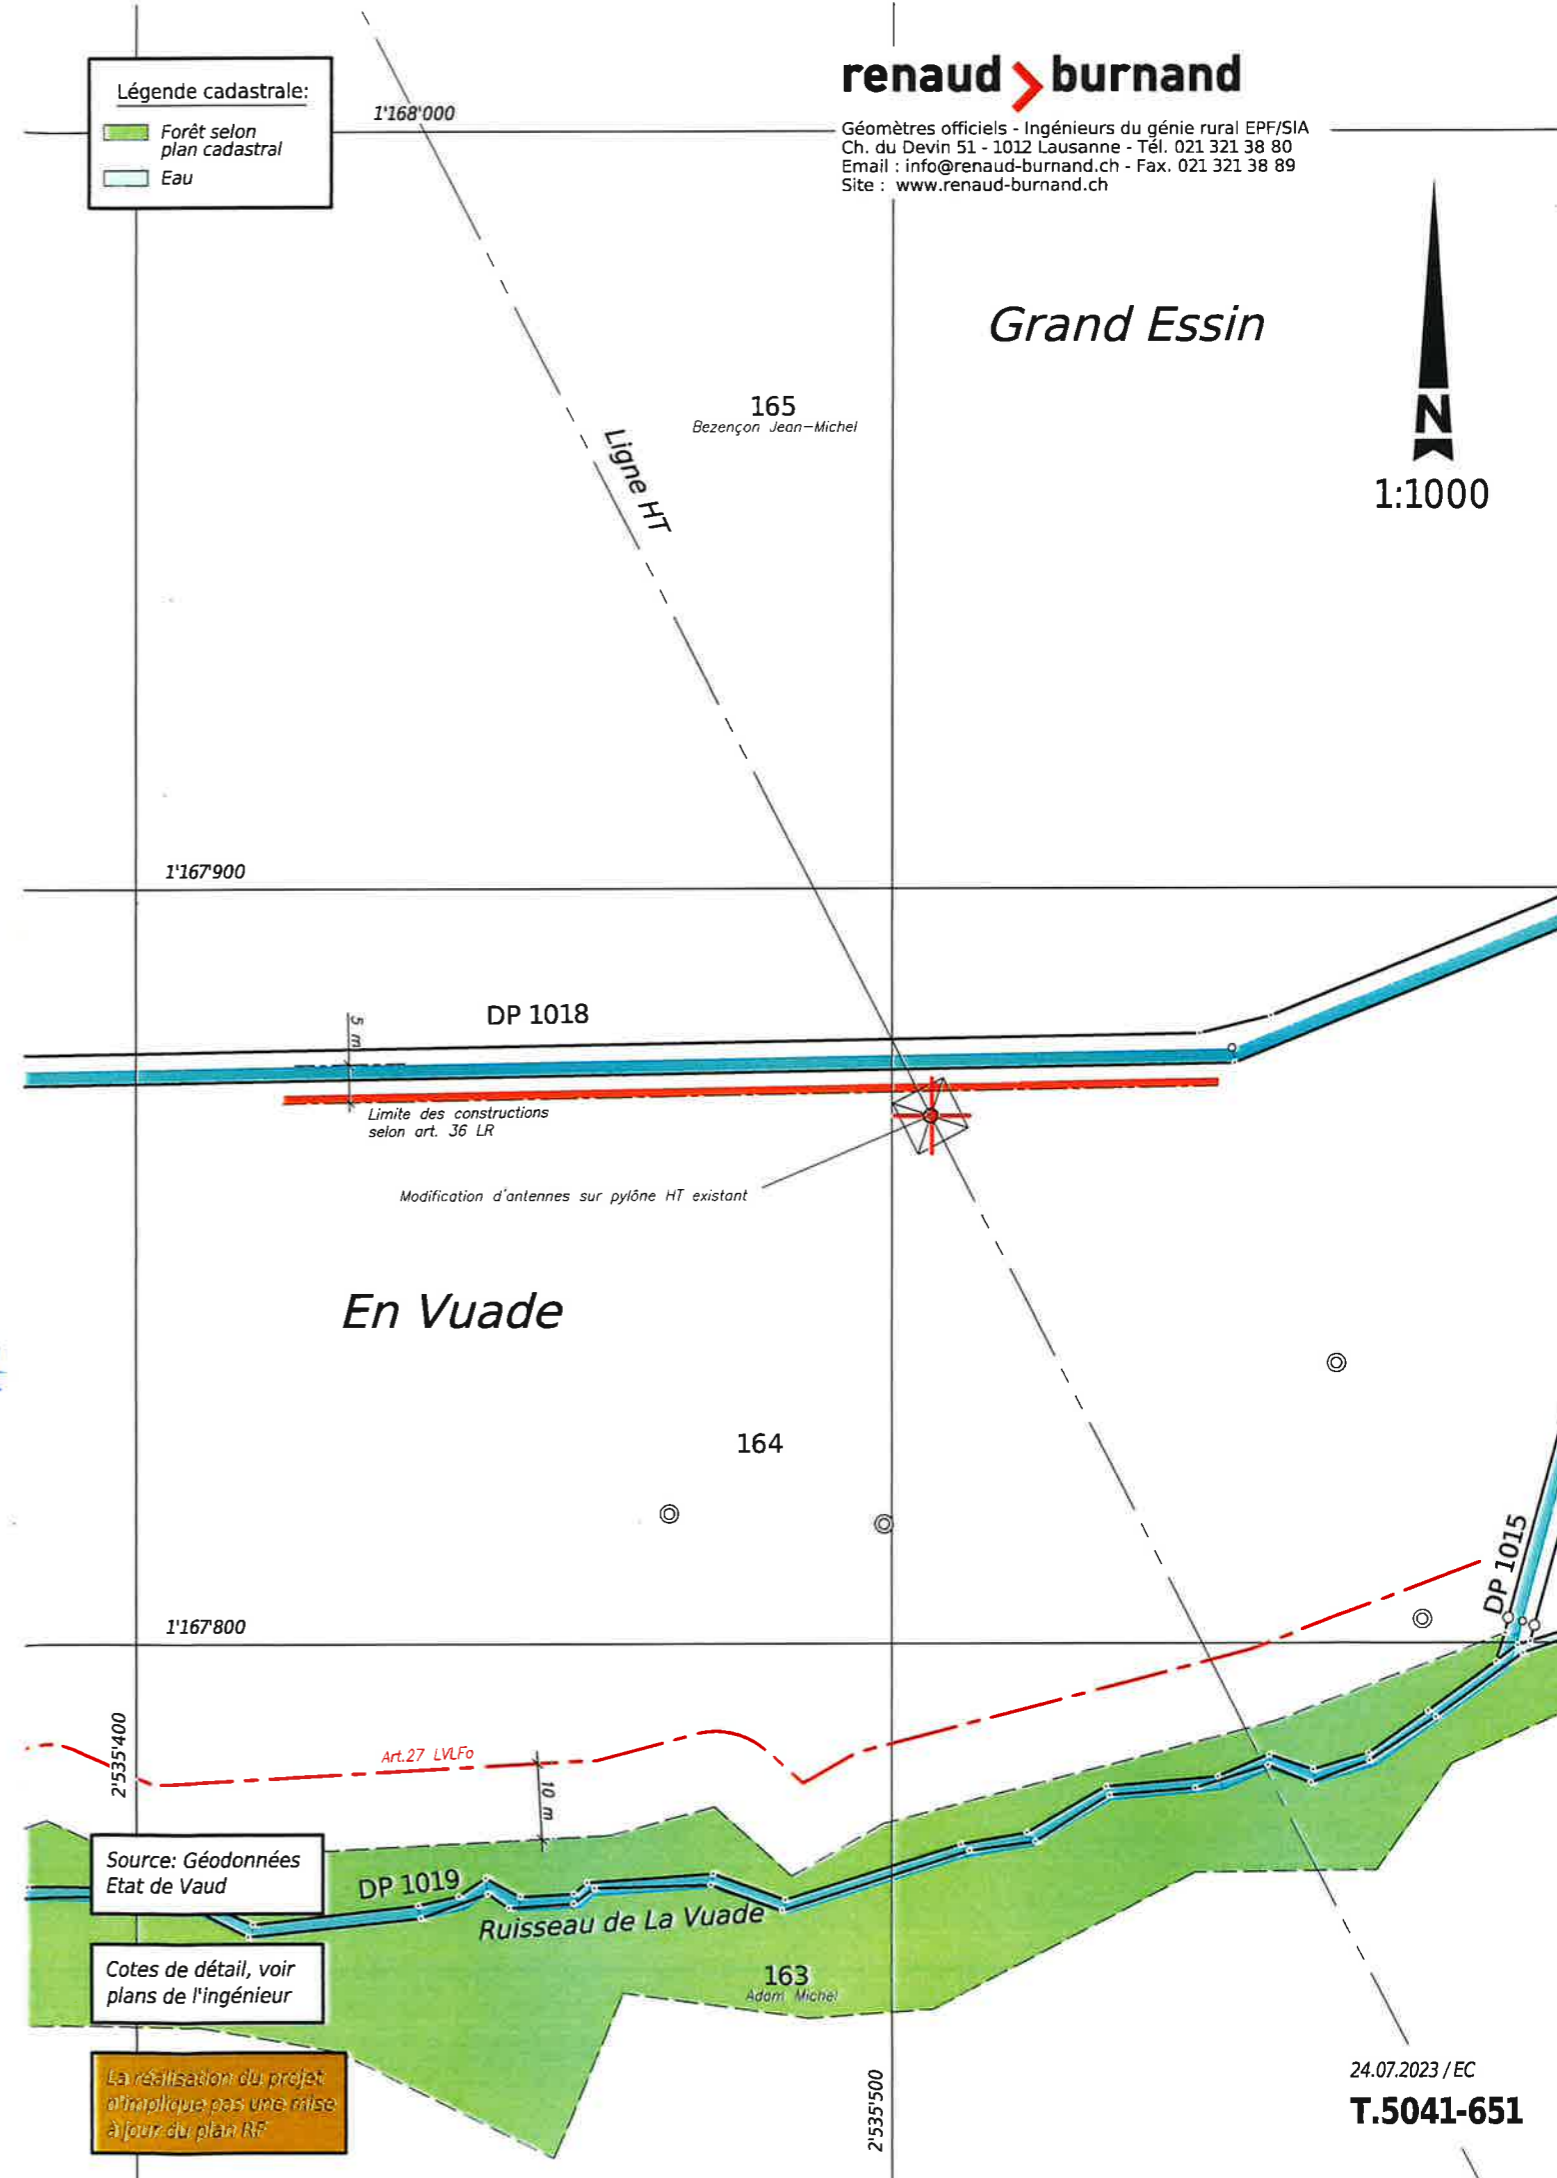 Légende cadastrale:
Forêt selon
plan cadastral
Eau
1'168'000
renaud burnand
Géomètres officiels - Ingénieurs du génie rural EPF/SIA
Ch. du Devin 51 - 1012 Lausanne - Tél. 021 321 38 80
Email : info@renaud-burnand.ch - Fax. 021 321 38 89
Site : www.renaud-burnand.ch
Grand Essin
N
1:1000
165
Bezençon Jean-Michel
Ligne HT
1'167'900
DP 1018
5 m
Limite des constructions
selon art. 36 LR
Modification d'antennes sur pylône HT existant
En Vuade
164
DP 1015
1'167'800
2'535'400
Art.27 LVLFo
10 m
Source: Géodonnées
Etat de Vaud
DP 1019
Ruisseau de La Vuade
Cotes de détail, voir
plans de l'ingénieur
163
Adam Michel
La réalisation du projet
n'implique pas une mise
à jour du plan RF
2'535'500
24.07.2023 / EC
T.5041-651